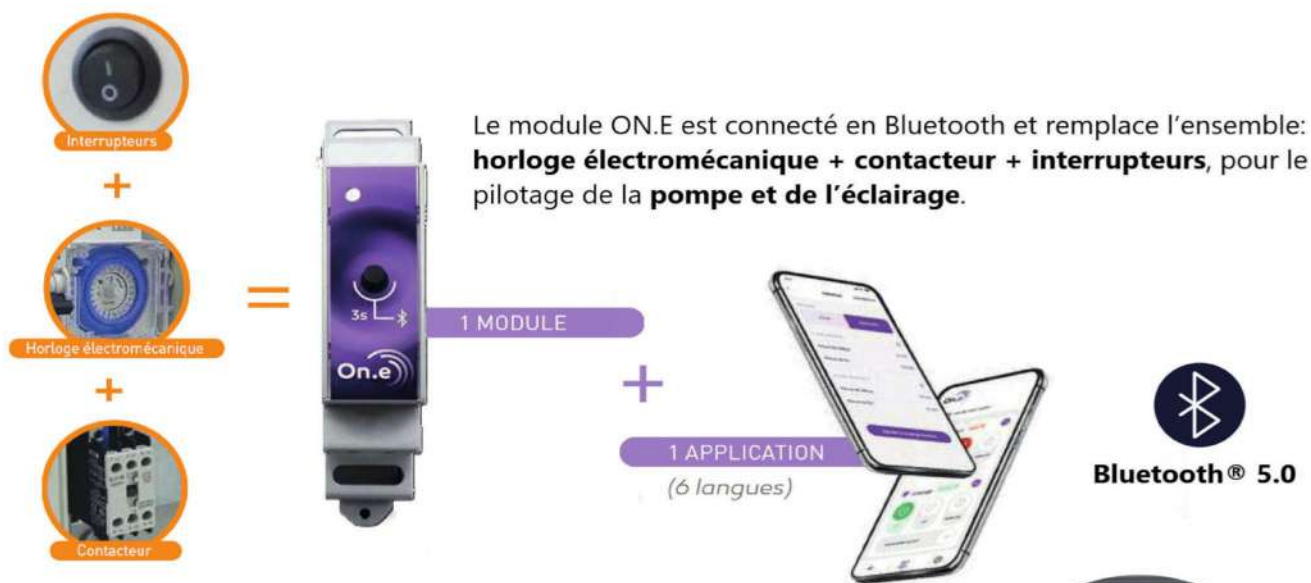 Interrupteurs
+
Horloge électromécanique
+
Contacteur
=
3s
On.e
1 MODULE
+
1 APPLICATION
(6 langues)
Le module ON.E est connecté en Bluetooth et remplace l'ensemble:
horloge électromécanique + contacteur + interrupteurs, pour le
pilotage de la pompe et de l'éclairage.
Bluetooth® 5.0